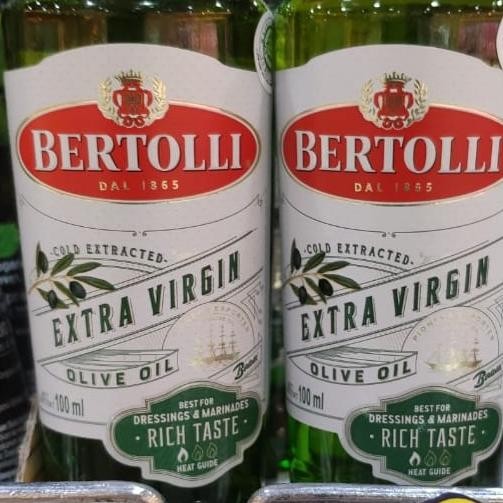 BERTOLLI
DAL 1865
COLD EXTRACTED
EXTRA VIRGIN
OLIVE OIL
100 ml
BEST FOR
DRESSINGS & MARINADES
RICH TASTE
HEAT GUIDE
BERTOLLI
DAL 1865
COLD EXTRACTED
EXTRA VIRGIN
OLIVE OIL
100 ml
BEST FOR
DRESSINGS & MARINADES
RICH TASTE
HEAT GUIDE